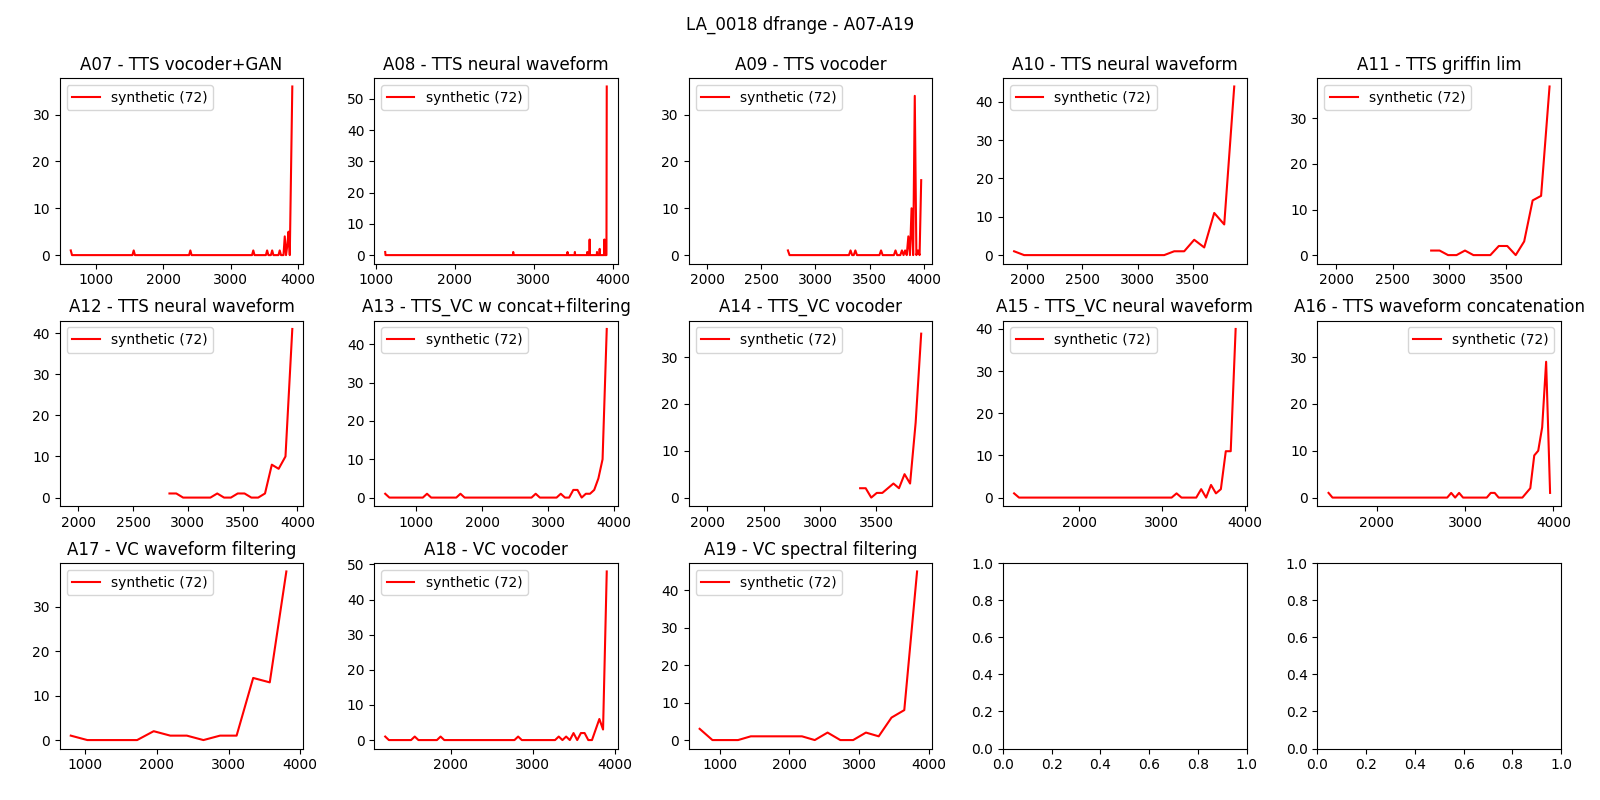 LA_0018 dfrange - A07-A19
A07 - TTS vocoder+GAN
synthetic (72)
30
20
10
0
1000 2000 3000 4000
A08 - TTS neural waveform
synthetic (72)
50
40
30
20
10
0
1000 2000 3000 4000
A09 - TTS vocoder
synthetic (72)
30
20
10
0
2000 2500 3000 3500 4000
A10 - TTS neural waveform
synthetic (72)
40
30
20
10
0
2000 2500 3000 3500
A11 - TTS griffin lim
synthetic (72)
30
20
10
0
2000 2500 3000 3500
A12 - TTS neural waveform
synthetic (72)
40
30
20
10
0
2000 2500 3000 3500 4000
A13 - TTS_VC w concat+filtering
synthetic (72)
40
30
20
10
0
1000 2000 3000 4000
A14 - TTS_VC vocoder
synthetic (72)
30
20
10
0
2000 2500 3000 3500
A15 - TTS_VC neural waveform
synthetic (72)
40
30
20
10
0
2000 3000 4000
A16 - TTS waveform concatenation
synthetic (72)
30
20
10
0
2000 3000 4000
A17 - VC waveform filtering
synthetic (72)
30
20
10
0
1000 2000 3000 4000
A18 - VC vocoder
synthetic (72)
50
40
30
20
10
0
2000 3000 4000
A19 - VC spectral filtering
synthetic (72)
40
30
20
10
0
1000 2000 3000 4000
1.0
0.8
0.6
0.4
0.2
0.0
0.0 0.2 0.4 0.6 0.8 1.0
1.0
0.8
0.6
0.4
0.2
0.0
0.0 0.2 0.4 0.6 0.8 1.0